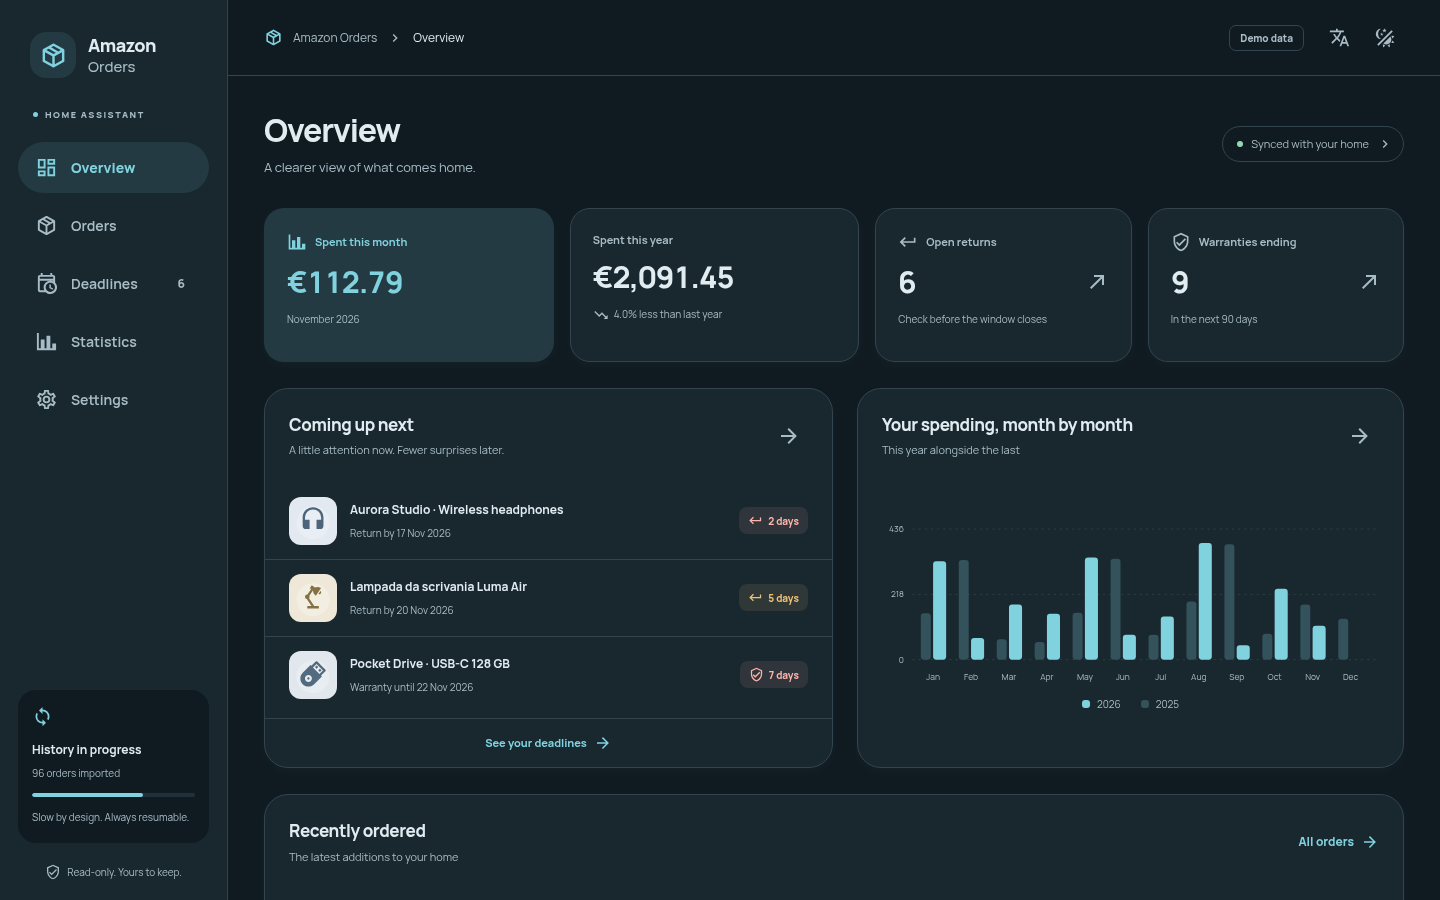 Amazon
Orders
HOME ASSISTANT
Overview
Orders
Deadlines 6
Statistics
Settings
History in progress
96 orders imported
Slow by design. Always resumable.
Read-only. Yours to keep.
Amazon Orders > Overview
Demo data
Overview
A clearer view of what comes home.
Synced with your home
Spent this month
€112.79
November 2026
Spent this year
€2,091.45
4.0% less than last year
Open returns
6
Check before the window closes
Warranties ending
9
In the next 90 days
Coming up next
A little attention now. Fewer surprises later.
Aurora Studio · Wireless headphones
Return by 17 Nov 2026
2 days
Lampada da scrivania Luma Air
Return by 20 Nov 2026
5 days
Pocket Drive · USB-C 128 GB
Warranty until 22 Nov 2026
7 days
See your deadlines
Your spending, month by month
This year alongside the last
436
218
0
Jan Feb Mar Apr May Jun Jul Aug Sep Oct Nov Dec
2026 2025
Recently ordered
The latest additions to your home
All orders